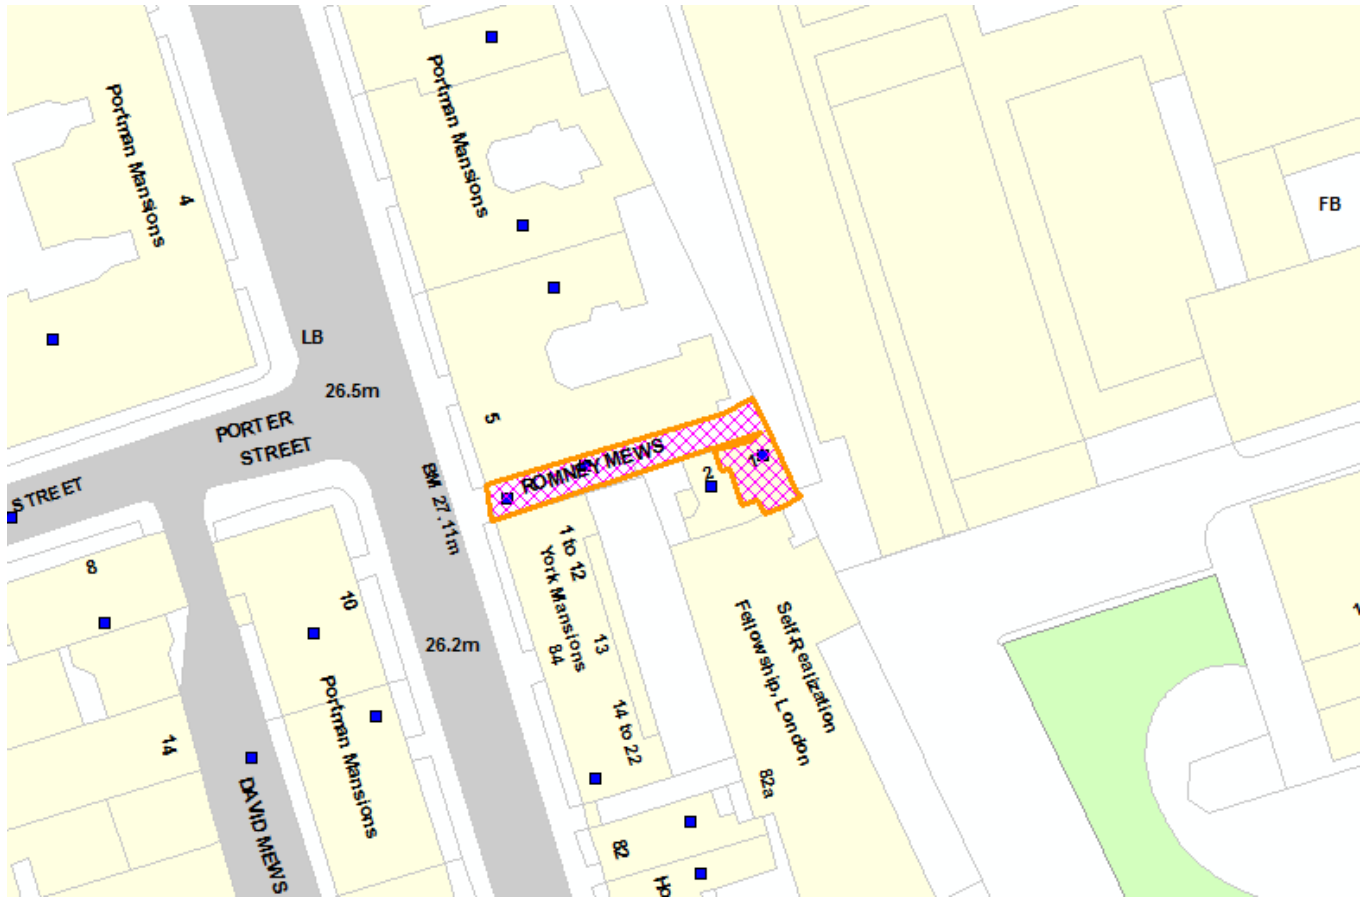 Portman Mansions
4
Portman Mansions
FB
LB
26.5m
PORTER
STREET
5
STREET
BM 27.11m
ROMNEY MEWS
2
1
8
10
1 to 12
York Mansions
13
84
26.2m
14 to 22
Self-Realization
Fellowship, London
82a
Portman Mansions
14
DAVID MEWS
82
Ho